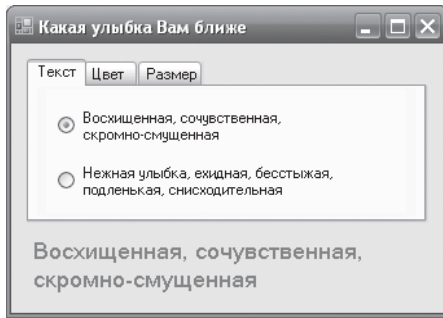 Какая улыбка Вам ближе
Текст Цвет Размер
Восхищенная, сочувственная,
скромно-смущенная
Нежная улыбка, ехидная, бесстыжая,
подленькая, снисходительная
Восхищенная, сочувственная,
скромно-смущенная